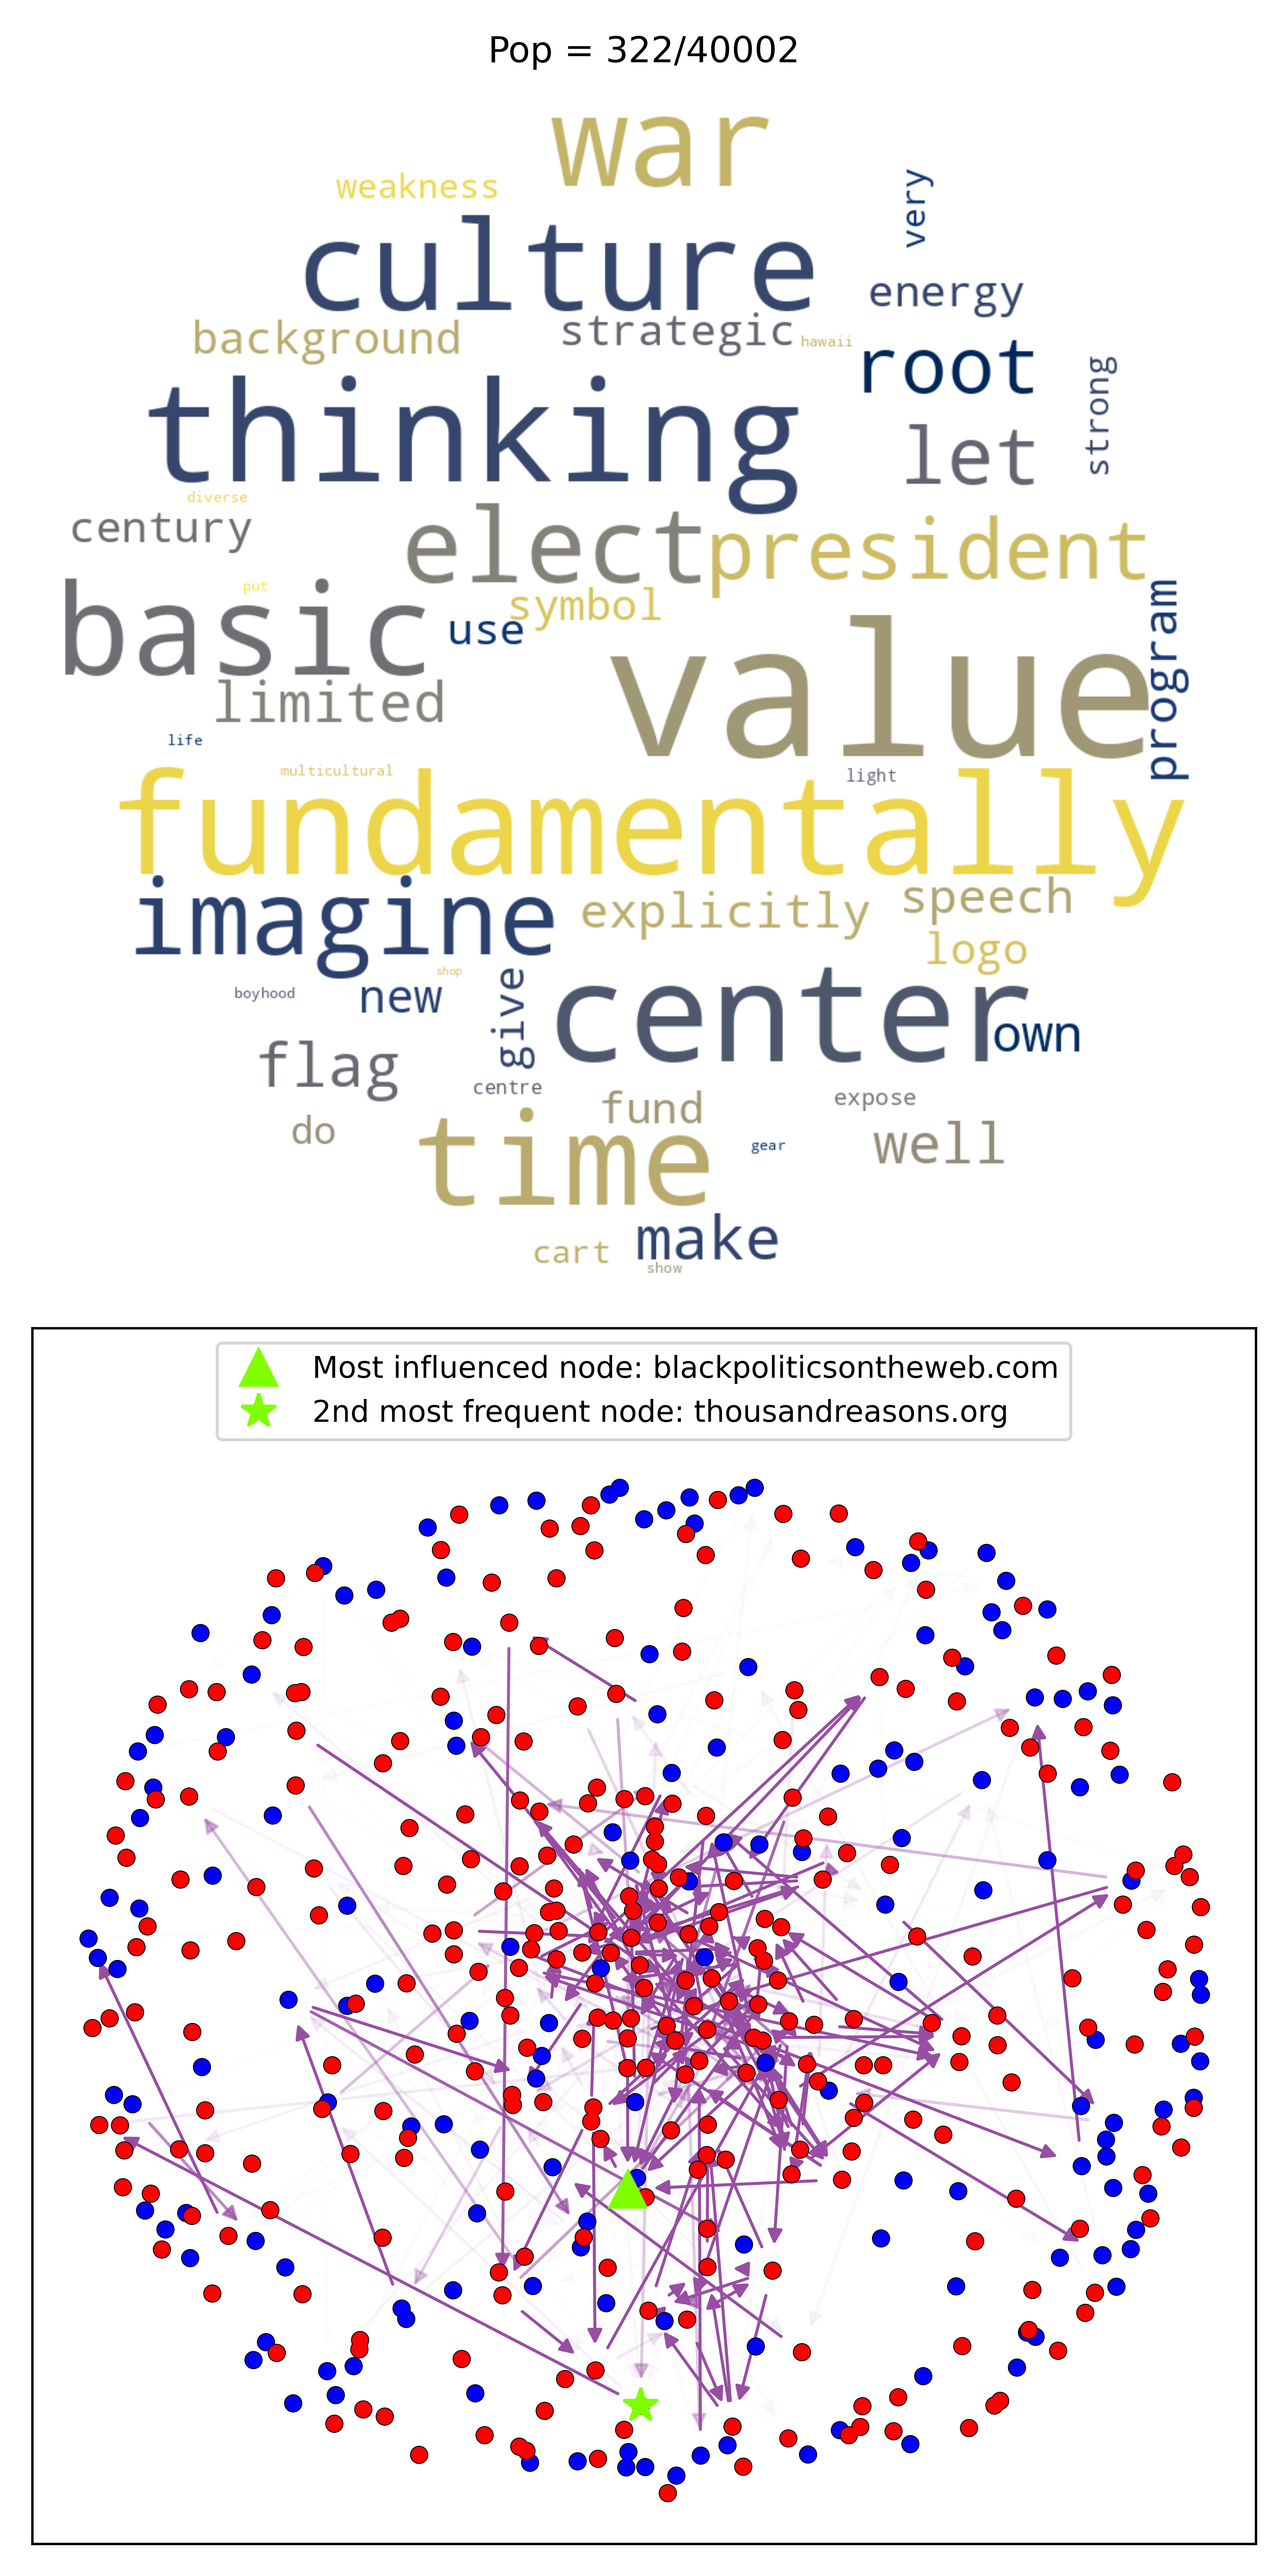 Pop = 322/40002
war
weakness
very
culture
energy
background
strategic
hawaii
root
strong
thinking
let
diverse
century
elect
president
put
basic
symbol
use
value
program
limited
life
multicultural
light
fundamentally
imagine
explicitly
speech
logo
shop
boyhood
new
give
center
own
flag
centre
fund
expose
do
time
gear
well
make
cart
show
Most influenced node: blackpoliticsontheweb.com
2nd most frequent node: thousandreasons.org